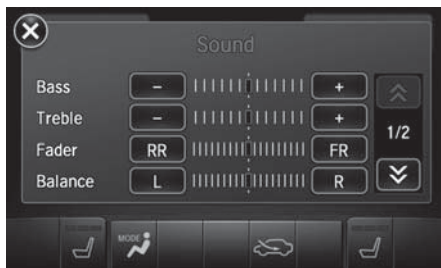 Sound
Bass - +
Treble - +
1/2
Fader RR FR
Balance L R
MODE